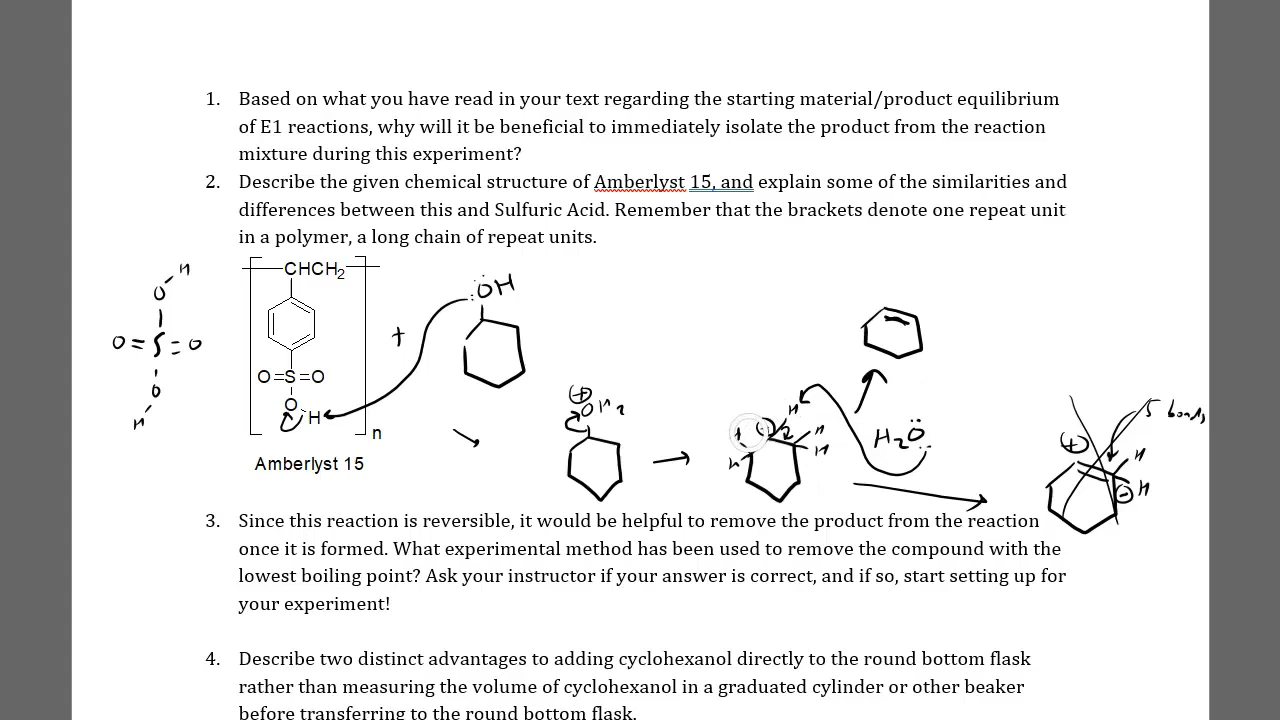 1. Based on what you have read in your text regarding the starting material/product equilibrium
of E1 reactions, why will it be beneficial to immediately isolate the product from the reaction
mixture during this experiment?
2. Describe the given chemical structure of Amberlyst 15, and explain some of the similarities and
differences between this and Sulfuric Acid. Remember that the brackets denote one repeat unit
in a polymer, a long chain of repeat units.
H
O
O=S=O
O
H
CHCH2
O=S=O
O
H
n
Amberlyst 15
+
:ÖH
⊕
OH2
H
1 ⊕ 2 H
H H
H2Ö:
⊕ H
⊖ H
5 bonds
3. Since this reaction is reversible, it would be helpful to remove the product from the reaction
once it is formed. What experimental method has been used to remove the compound with the
lowest boiling point? Ask your instructor if your answer is correct, and if so, start setting up for
your experiment!
4. Describe two distinct advantages to adding cyclohexanol directly to the round bottom flask
rather than measuring the volume of cyclohexanol in a graduated cylinder or other beaker
before transferring to the round bottom flask.